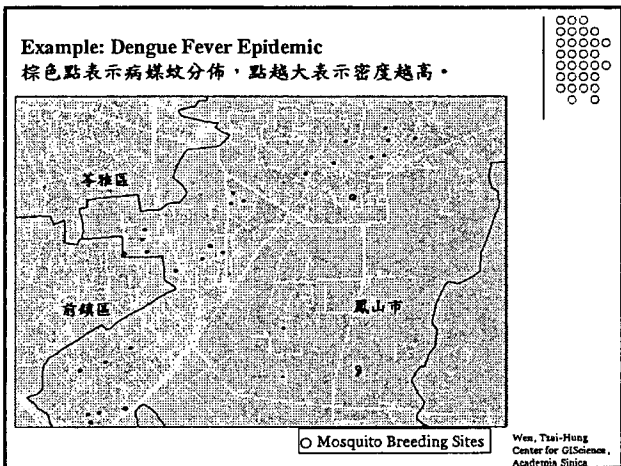 Example: Dengue Fever Epidemic
棕色點表示病媒蚊分佈，點越大表示密度越高。
苓雅區
前鎮區
鳳山市
Mosquito Breeding Sites
Wen, Tzai-Hung
Center for GIScience,
Academia Sinica